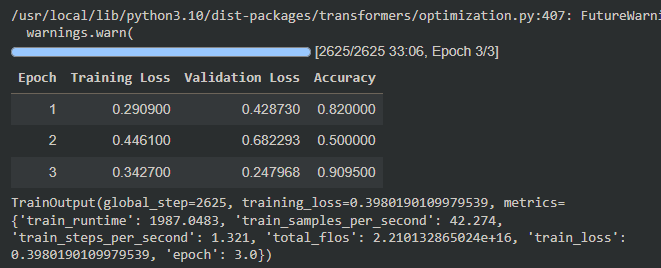 /usr/local/lib/python3.10/dist-packages/transformers/optimization.py:407: FutureWarni
warnings.warn(
[2625/2625 33:06, Epoch 3/3]
Epoch Training Loss Validation Loss Accuracy
1 0.290900 0.428730 0.820000
2 0.446100 0.682293 0.500000
3 0.342700 0.247968 0.909500
TrainOutput(global_step=2625, training_loss=0.3980190109979539, metrics=
{'train_runtime': 1987.0483, 'train_samples_per_second': 42.274,
'train_steps_per_second': 1.321, 'total_flos': 2.210132865024e+16, 'train_loss':
0.3980190109979539, 'epoch': 3.0})